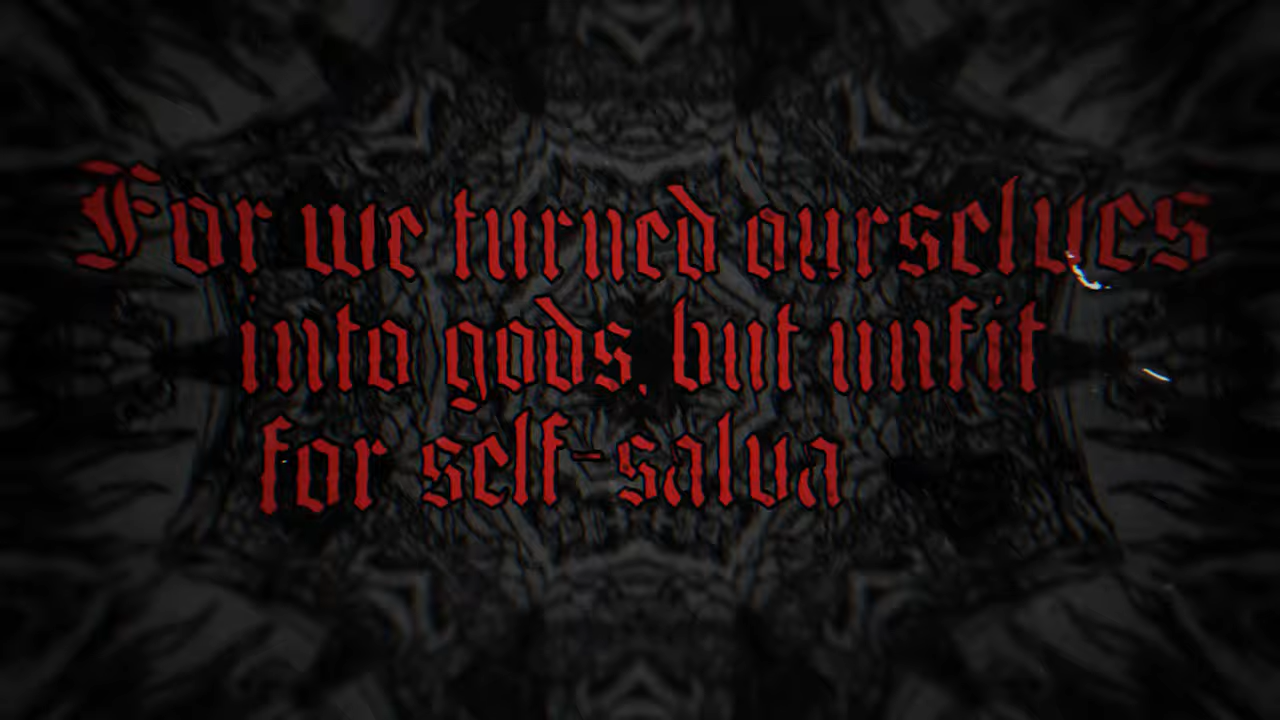 For we turned ourselves
into gods, but unfit
for self-salva